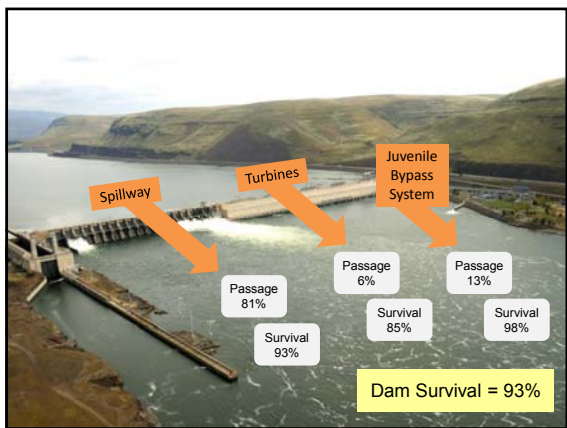 Spillway
Turbines
Juvenile
Bypass
System
Passage
81%
Survival
93%
Passage
6%
Survival
85%
Passage
13%
Survival
98%
Dam Survival = 93%